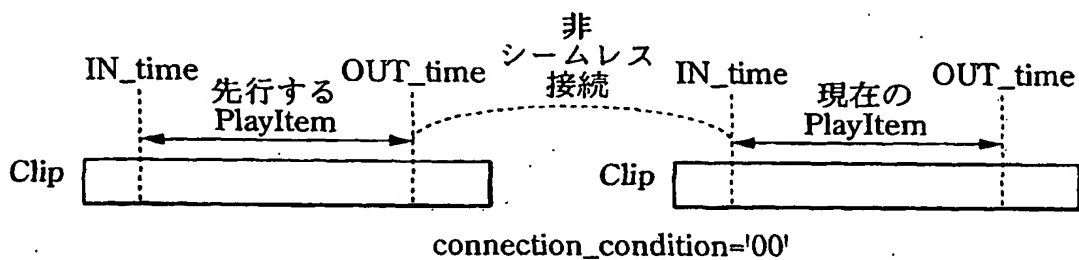 非
シームレス
接続
IN_time
OUT_time
先行する
PlayItem
IN_time
OUT_time
現在の
PlayItem
Clip
Clip
connection_condition='00'